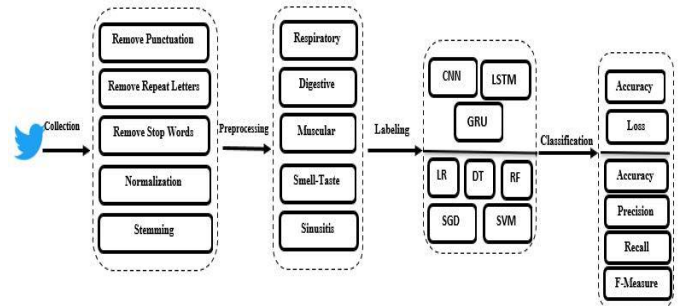 Collection
Remove Punctuation
Remove Repeat Letters
Remove Stop Words
Normalization
Stemming
Preprocessing
Respiratory
Digestive
Muscular
Smell-Taste
Sinusitis
Labeling
CNN
LSTM
GRU
LR
DT
RF
SGD
SVM
Classification
Accuracy
Loss
Accuracy
Precision
Recall
F-Measure